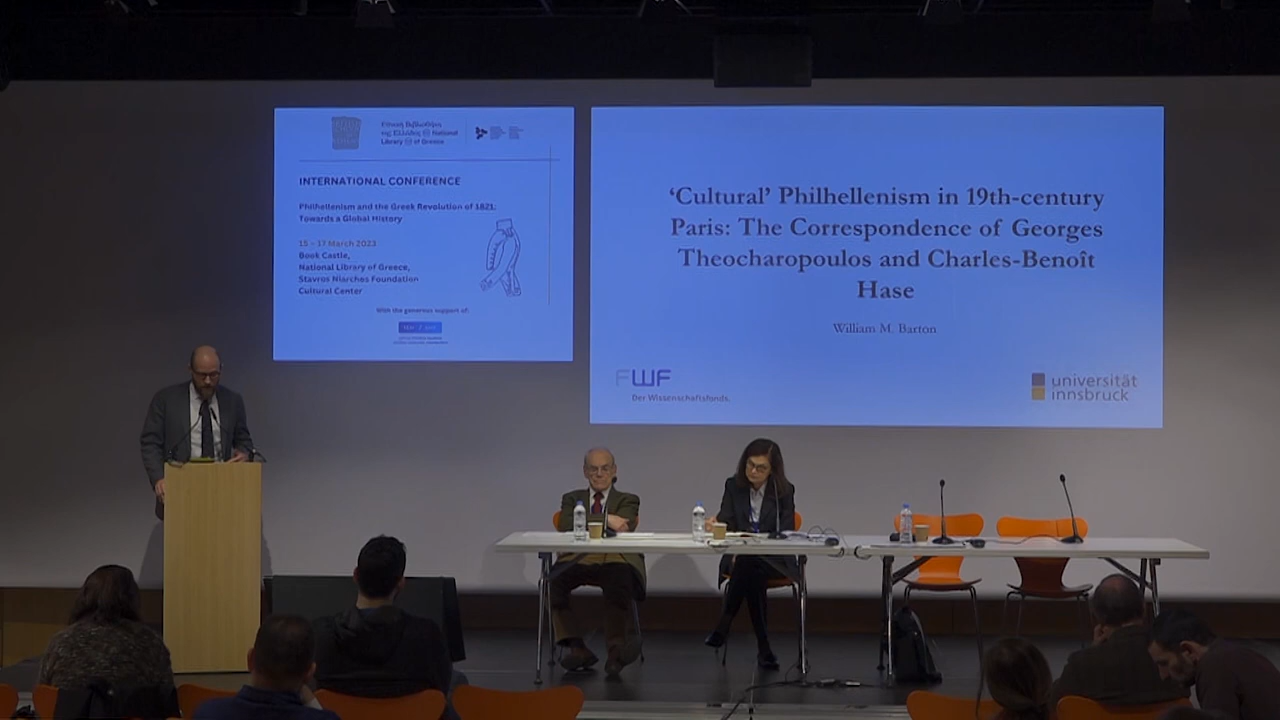 Εθνική Βιβλιοθήκη
της Ελλάδος National
Library of Greece
INTERNATIONAL CONFERENCE
Philhellenism and the Greek Revolution of 1821:
Towards a Global History
15 – 17 March 2023
Book Castle,
National Library of Greece,
Stavros Niarchos Foundation
Cultural Center
With the generous support of:
‘Cultural’ Philhellenism in 19th-century
Paris: The Correspondence of Georges
Theocharopoulos and Charles-Benoît
Hase
William M. Barton
FWF
Der Wissenschaftsfonds.
universität
innsbruck